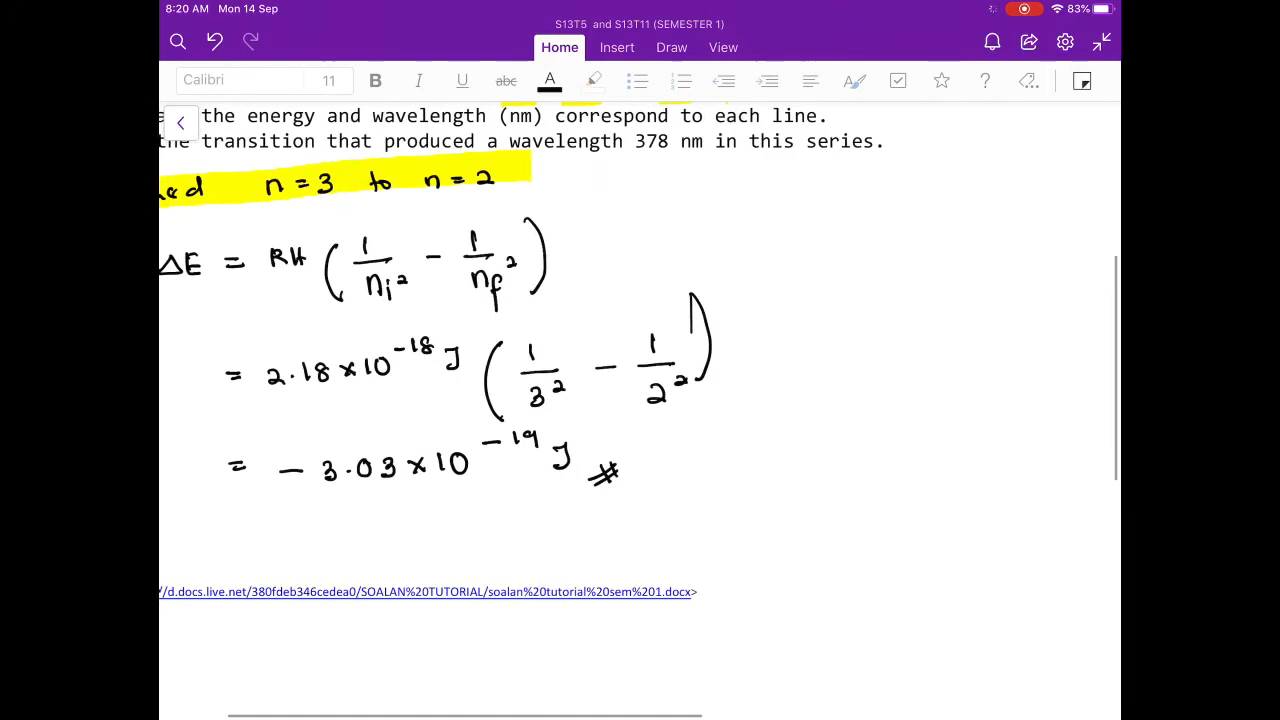 8:20 AM Mon 14 Sep
83%
S13T5 and S13T11 (SEMESTER 1)
Home Insert Draw View
Calibri 11 B I U abc A
the energy and wavelength (nm) correspond to each line.
the transition that produced a wavelength 378 nm in this series.
n = 3 to n = 2
ΔE = RH ( 1/ni² - 1/nf² )
= 2.18 × 10⁻¹⁸ J ( 1/3² - 1/2² )
= - 3.03 × 10⁻¹⁹ J #
//d.docs.live.net/380fdeb346cedea0/SOALAN%20TUTORIAL/soalan%20tutorial%20sem%201.docx>